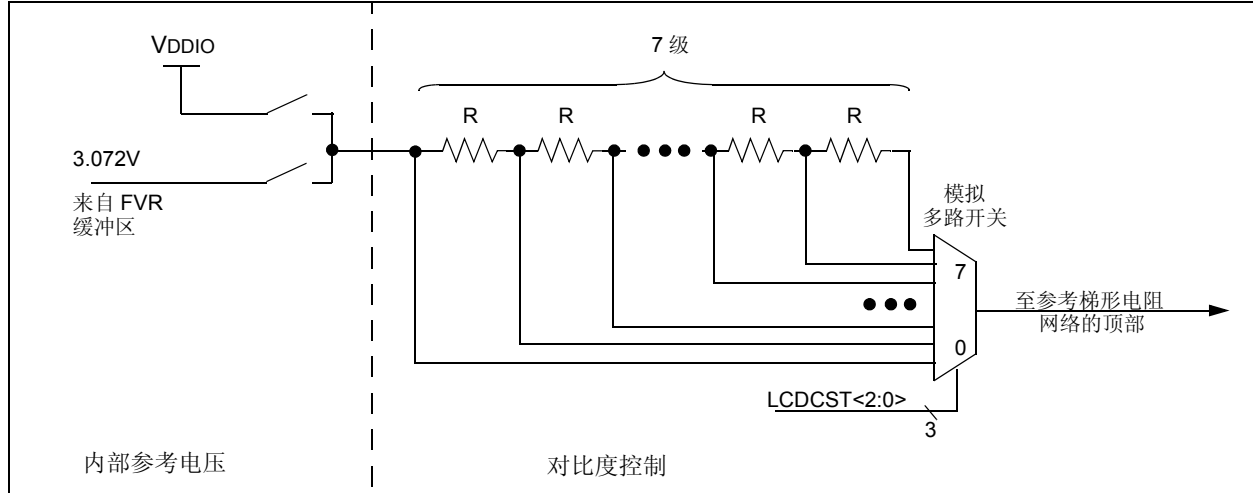 VDDIO
7 级
R
R
R
R
3.072V
来自 FVR
缓冲区
模拟
多路开关
7
0
至参考梯形电阻
网络的顶部
LCDCST<2:0>
3
内部参考电压
对比度控制